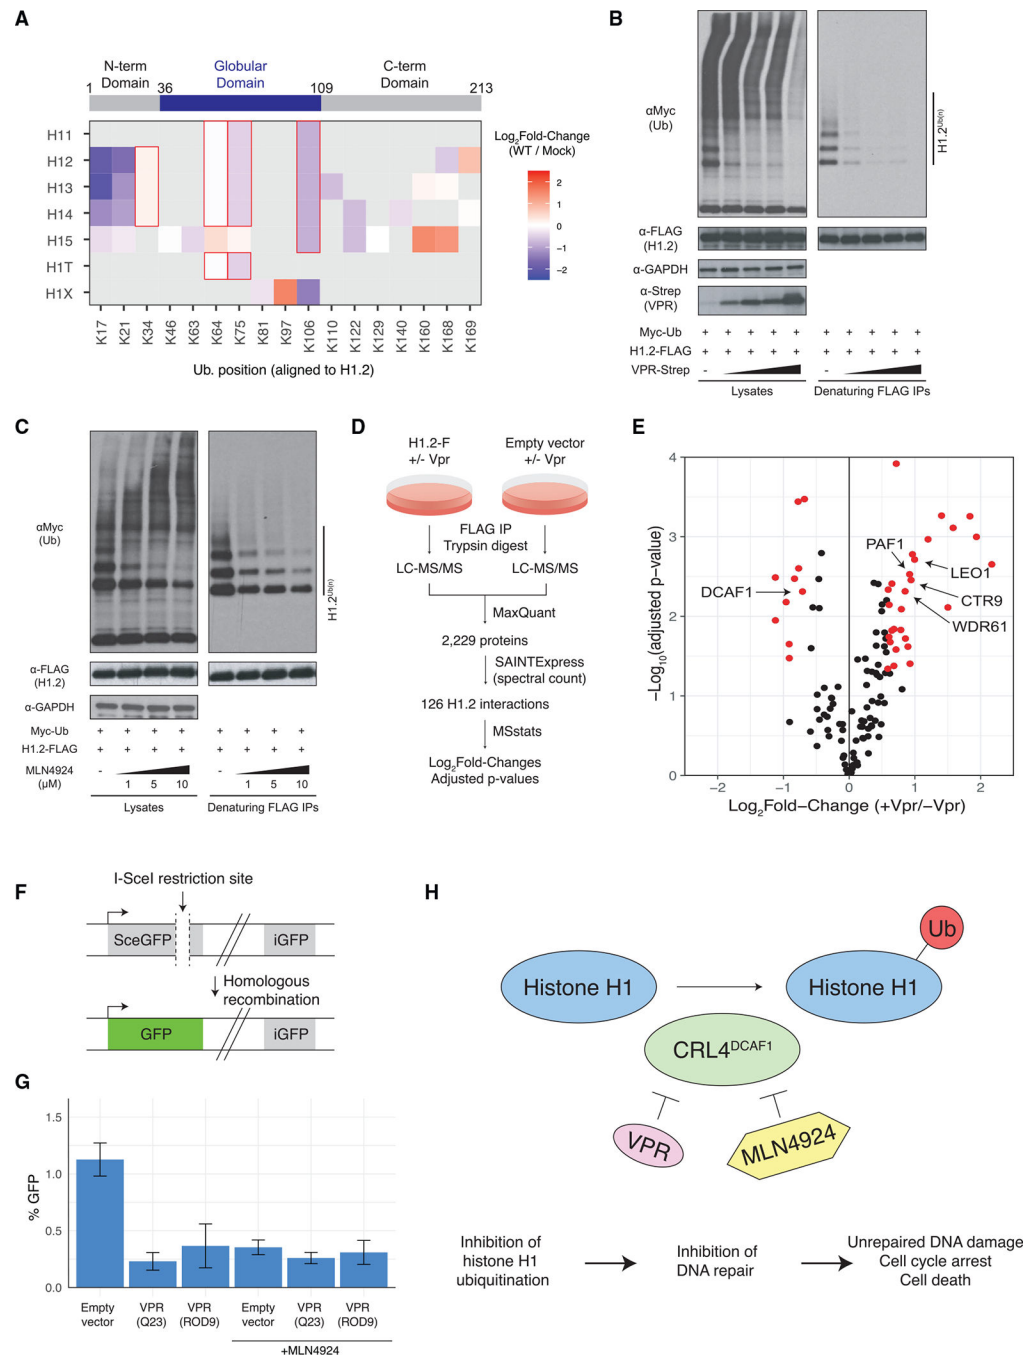 A
N-term Domain
Globular Domain
C-term Domain
1 36 109 213
H11
H12
H13
H14
H15
H1T
H1X
K17 K21 K34 K46 K63 K64 K75 K81 K97 K106 K110 K122 K129 K140 K160 K168 K169
Ub. position (aligned to H1.2)
Log2Fold-Change
(WT / Mock)
2
1
0
−1
−2
B
αMyc
(Ub)
H1.2Ub(n)
α-FLAG
(H1.2)
α-GAPDH
α-Strep
(VPR)
Myc-Ub + + + + + + + + + +
H1.2-FLAG + + + + + + + + + +
VPR-Strep - -
Lysates
Denaturing FLAG IPs
C
αMyc
(Ub)
H1.2Ub(n)
α-FLAG
(H1.2)
α-GAPDH
Myc-Ub + + + + + + + +
H1.2-FLAG + + + + + + + +
MLN4924
(μM)
- 1 5 10 - 1 5 10
Lysates
Denaturing FLAG IPs
D
H1.2-F
+/- Vpr
Empty vector
+/- Vpr
FLAG IP
Trypsin digest
LC-MS/MS
LC-MS/MS
MaxQuant
2,229 proteins
SAINTExpress
(spectral count)
126 H1.2 interactions
MSstats
Log2Fold-Changes
Adjusted p-values
E
−Log10(adjusted p−value)
4
3
2
1
0
−2 −1 0 1 2
Log2Fold−Change (+Vpr/−Vpr)
DCAF1
PAF1
LEO1
CTR9
WDR61
F
I-SceI restriction site
SceGFP
iGFP
Homologous
recombination
GFP
iGFP
G
% GFP
1.5
1.0
0.5
0.0
Empty
vector
VPR
(Q23)
VPR
(ROD9)
Empty
vector
VPR
(Q23)
VPR
(ROD9)
+MLN4924
H
Histone H1
Histone H1
Ub
CRL4DCAF1
VPR
MLN4924
Inhibition of
histone H1
ubiquitination
Inhibition of
DNA repair
Unrepaired DNA damage
Cell cycle arrest
Cell death